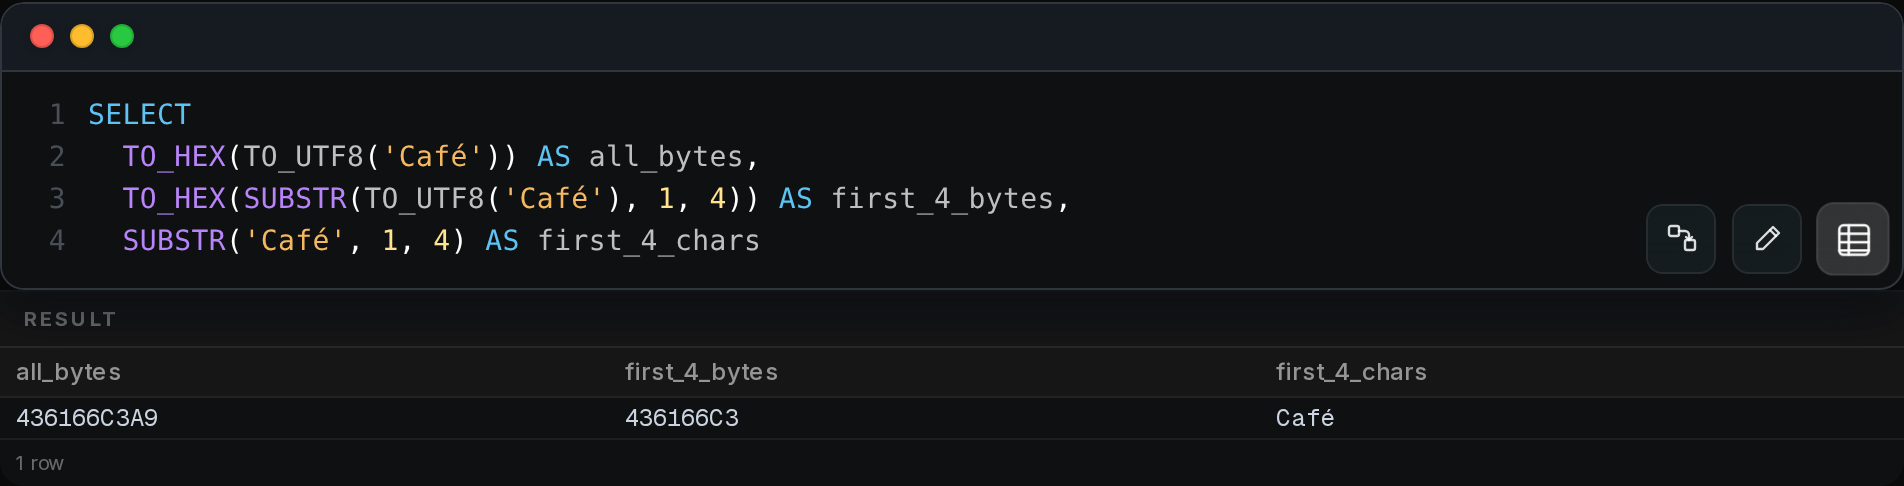 1 SELECT
2 TO_HEX(TO_UTF8('Café')) AS all_bytes,
3 TO_HEX(SUBSTR(TO_UTF8('Café'), 1, 4)) AS first_4_bytes,
4 SUBSTR('Café', 1, 4) AS first_4_chars
RESULT
all_bytes first_4_bytes first_4_chars
436166C3A9 436166C3 Café
1 row